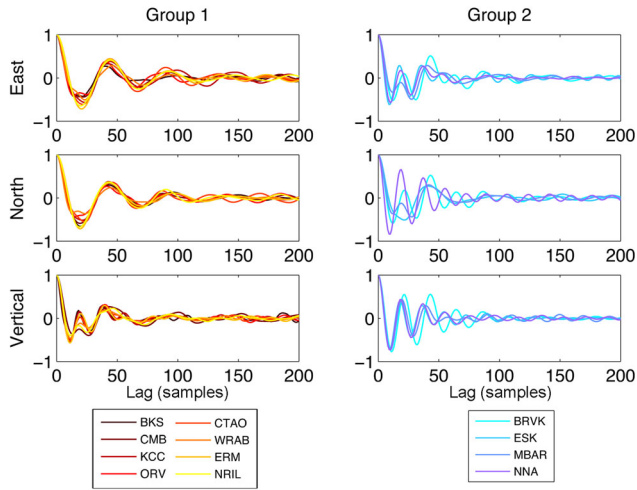 Group 1
Group 2
East
1
0
−1
0 50 100 150 200
1
0
−1
0 50 100 150 200
North
1
0
−1
0 50 100 150 200
1
0
−1
0 50 100 150 200
Vertical
1
0
−1
0 50 100 150 200
Lag (samples)
1
0
−1
0 50 100 150 200
Lag (samples)
BKS
CMB
KCC
ORV
CTAO
WRAB
ERM
NRIL
BRVK
ESK
MBAR
NNA